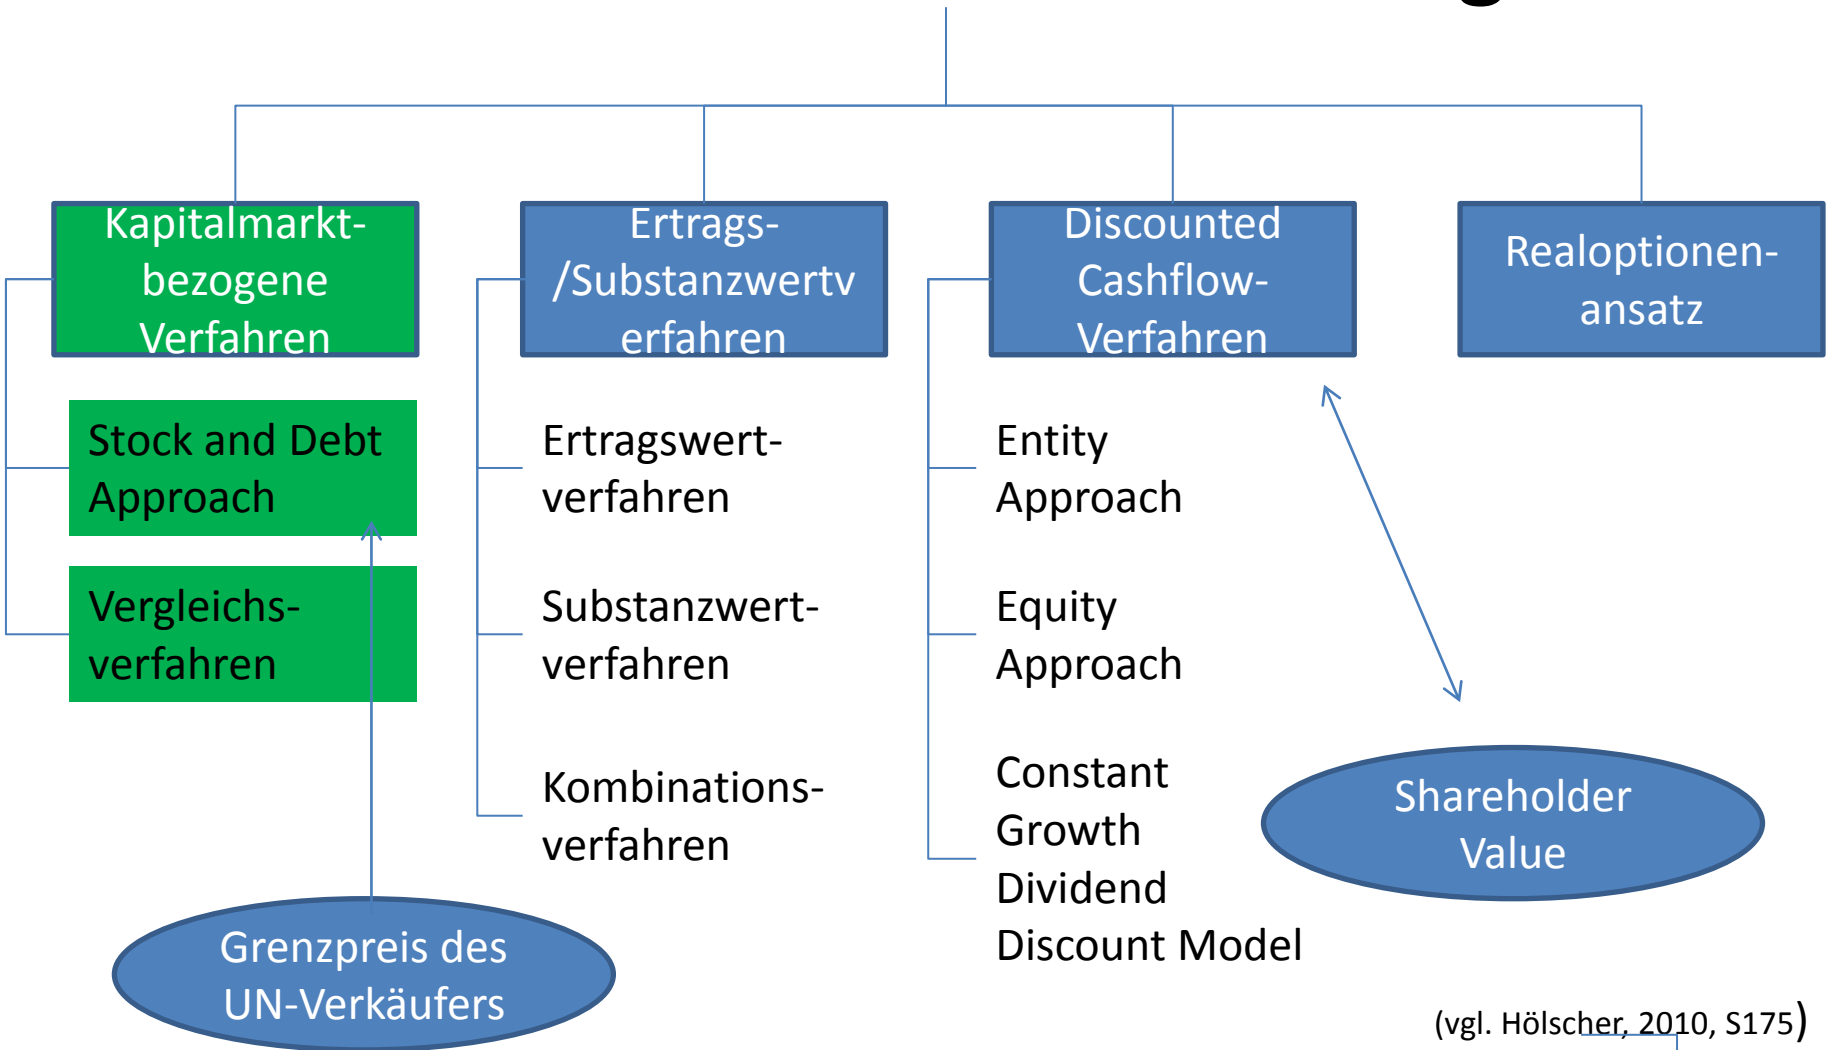 Kapitalmarkt-
bezogene
Verfahren
Stock and Debt
Approach
Vergleichs-
verfahren
Grenzpreis des
UN-Verkäufers
Ertrags-
/Substanzwertv
erfahren
Ertragswert-
verfahren
Substanzwert-
verfahren
Kombinations-
verfahren
Discounted
Cashflow-
Verfahren
Entity
Approach
Equity
Approach
Constant
Growth
Dividend
Discount Model
Realoptionen-
ansatz
Shareholder
Value
(vgl. Hölscher, 2010, S175)